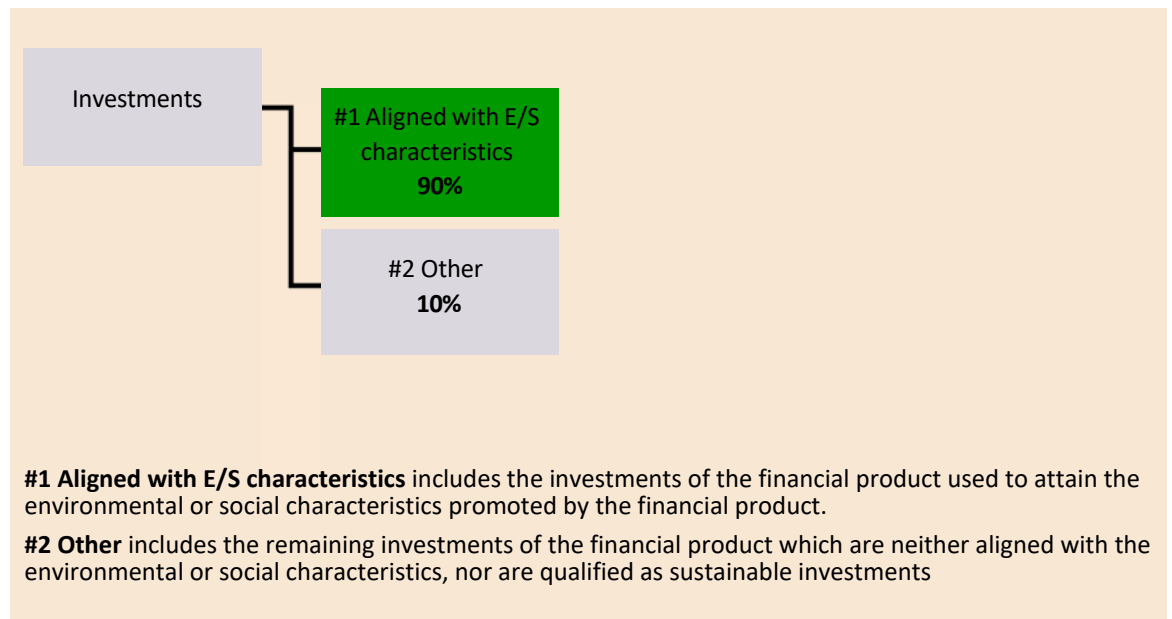 Investments
#1 Aligned with E/S
characteristics
90%
#2 Other
10%
#1 Aligned with E/S characteristics includes the investments of the financial product used to attain the
environmental or social characteristics promoted by the financial product.
#2 Other includes the remaining investments of the financial product which are neither aligned with the
environmental or social characteristics, nor are qualified as sustainable investments